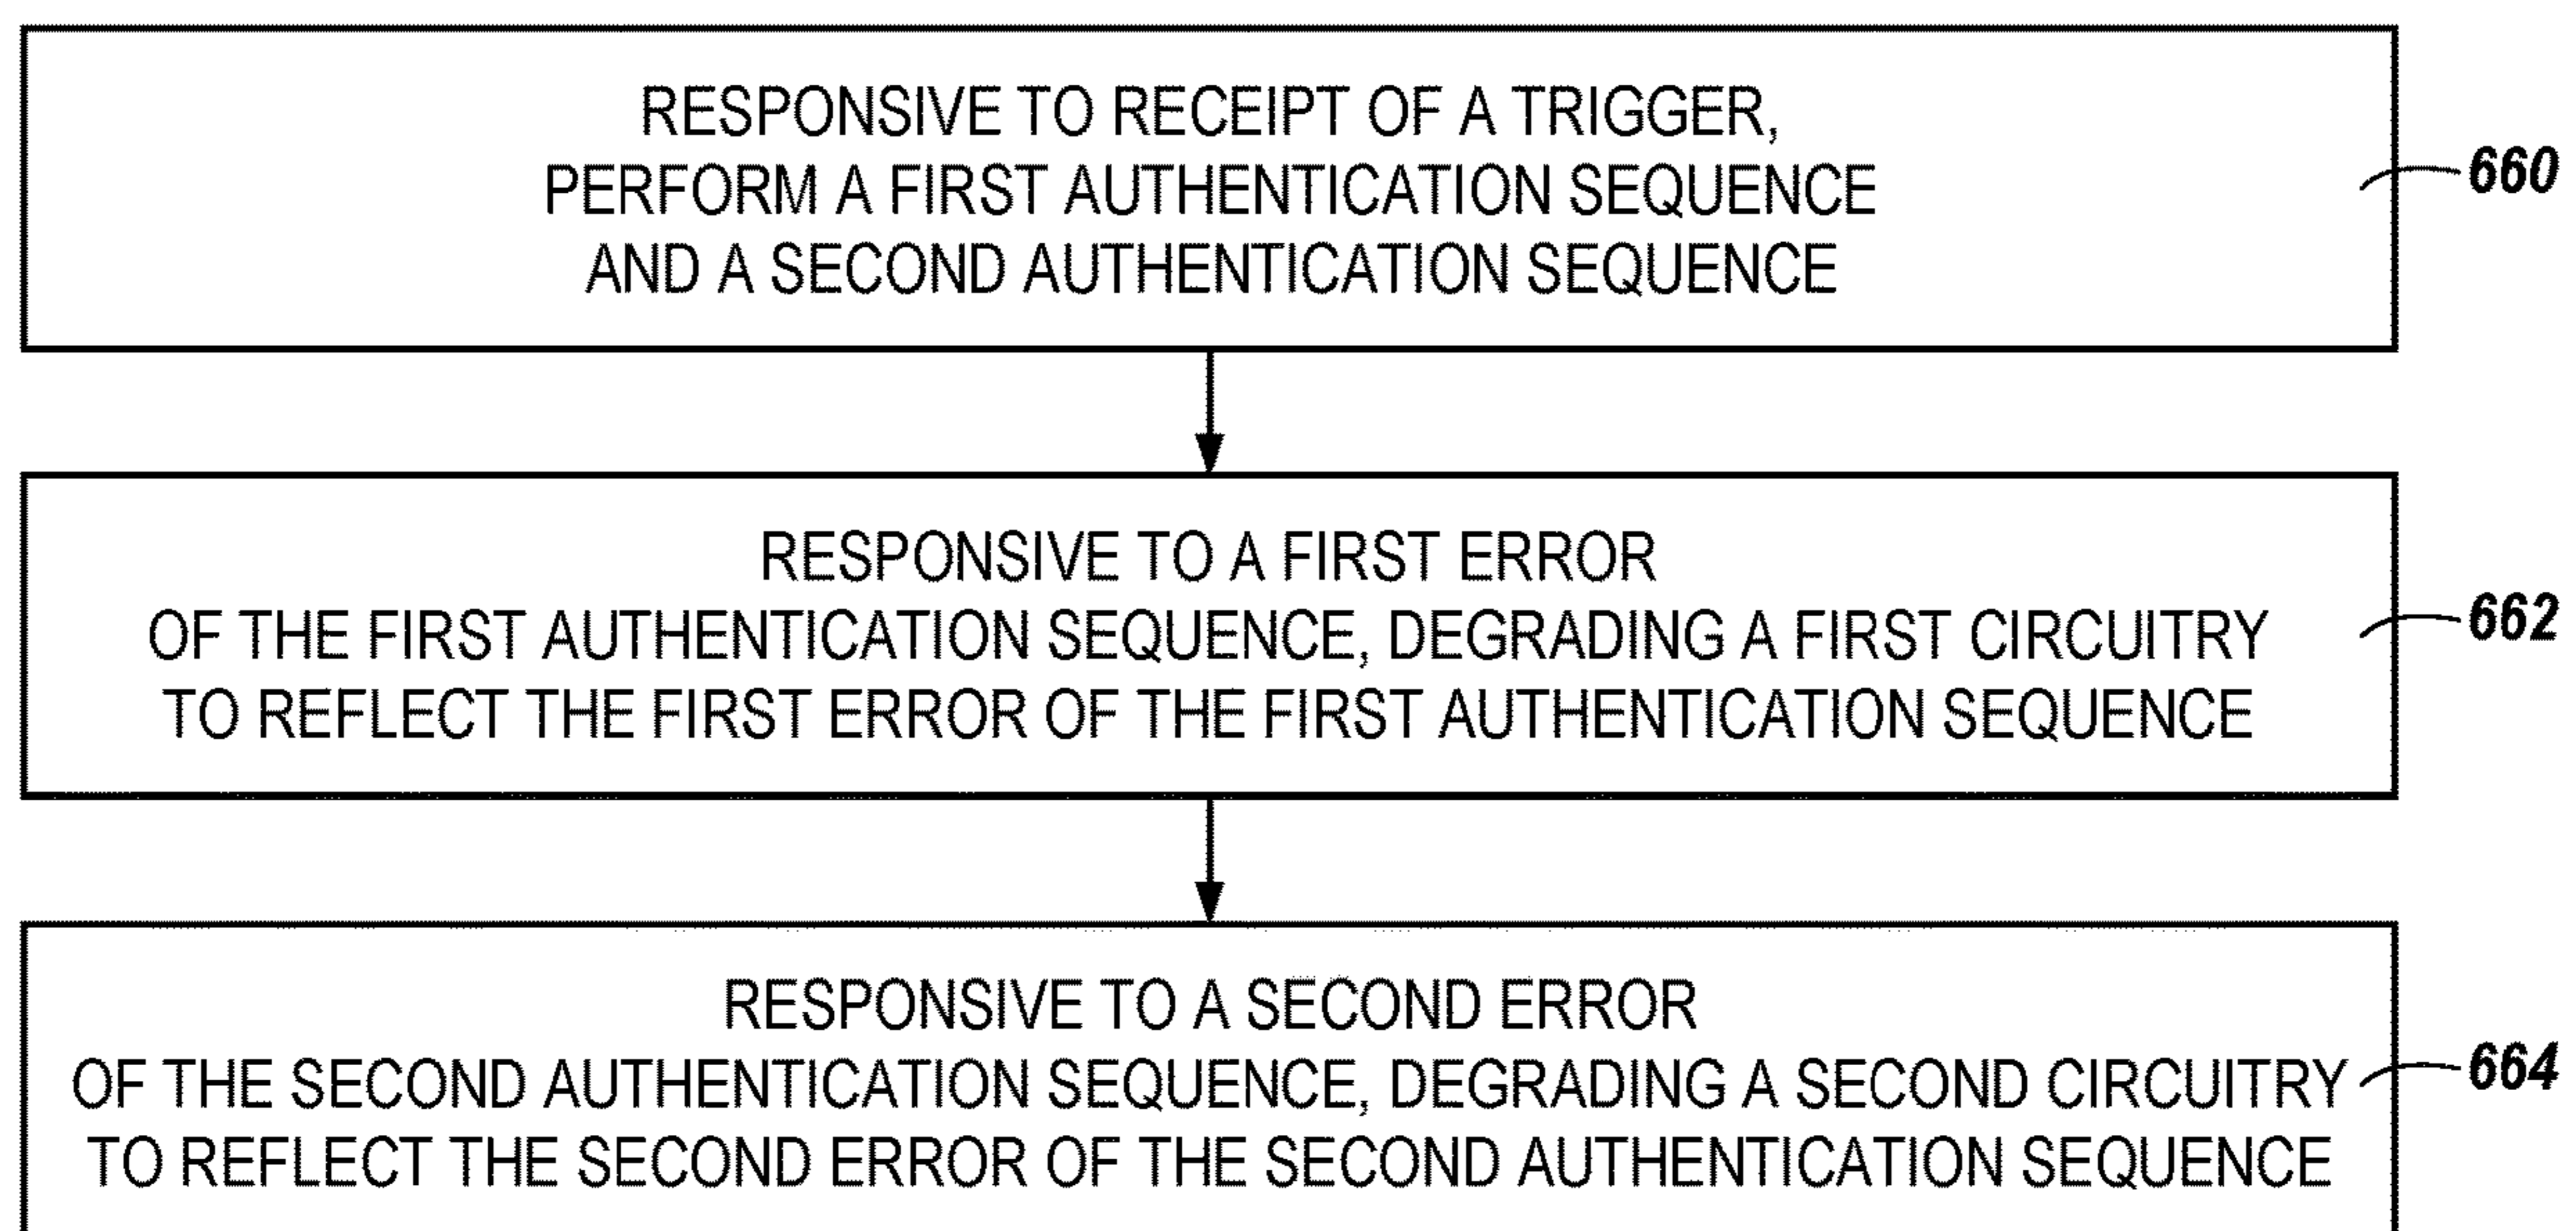 RESPONSIVE TO RECEIPT OF A TRIGGER,
PERFORM A FIRST AUTHENTICATION SEQUENCE
AND A SECOND AUTHENTICATION SEQUENCE
660
RESPONSIVE TO A FIRST ERROR
OF THE FIRST AUTHENTICATION SEQUENCE, DEGRADING A FIRST CIRCUITRY
TO REFLECT THE FIRST ERROR OF THE FIRST AUTHENTICATION SEQUENCE
662
RESPONSIVE TO A SECOND ERROR
OF THE SECOND AUTHENTICATION SEQUENCE, DEGRADING A SECOND CIRCUITRY
TO REFLECT THE SECOND ERROR OF THE SECOND AUTHENTICATION SEQUENCE
664